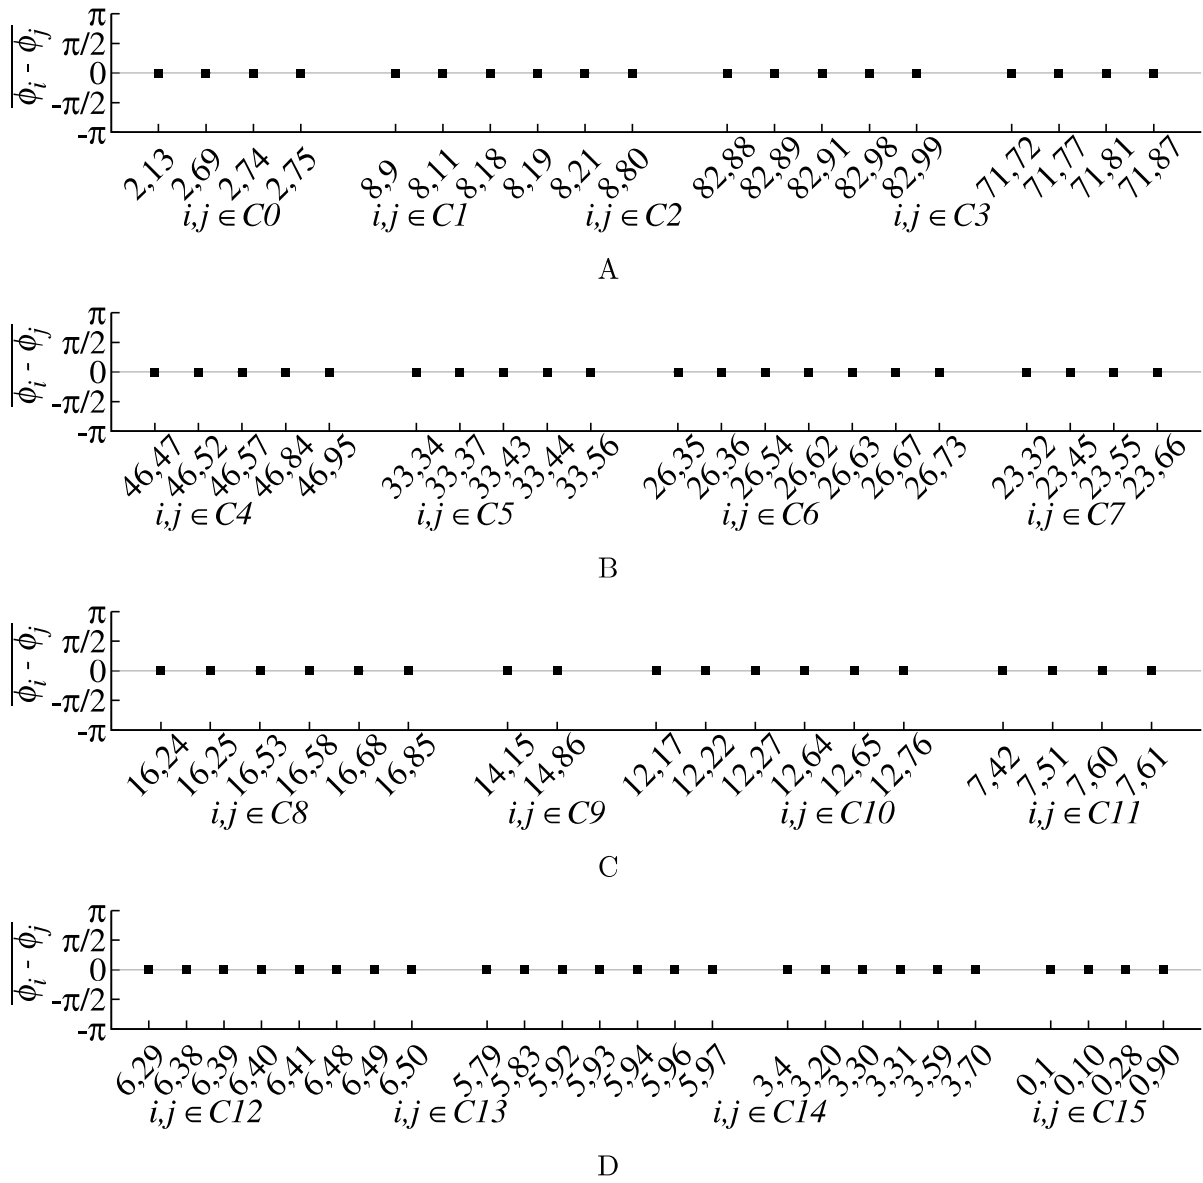 π
π/2
0
-π/2
-π
ϕi - ϕj
2,13 2,69 2,74 2,75 8,9 8,11 8,18 8,19 8,21 8,80 82,88 82,89 82,91 82,98 82,99 71,72 71,77 71,81 71,87
i,j ∈ C0 i,j ∈ C1 i,j ∈ C2 i,j ∈ C3
A
π
π/2
0
-π/2
-π
ϕi - ϕj
46,47 46,52 46,57 46,84 46,95 33,34 33,37 33,43 33,44 33,56 26,35 26,36 26,54 26,62 26,63 26,67 26,73 23,32 23,45 23,55 23,66
i,j ∈ C4 i,j ∈ C5 i,j ∈ C6 i,j ∈ C7
B
π
π/2
0
-π/2
-π
ϕi - ϕj
16,24 16,25 16,53 16,58 16,68 16,85 14,15 14,86 12,17 12,22 12,27 12,64 12,65 12,76 7,42 7,51 7,60 7,61
i,j ∈ C8 i,j ∈ C9 i,j ∈ C10 i,j ∈ C11
C
π
π/2
0
-π/2
-π
ϕi - ϕj
6,29 6,38 6,39 6,40 6,41 6,48 6,49 6,50 5,79 5,83 5,92 5,93 5,94 5,96 5,97 3,4 3,20 3,30 3,31 3,59 3,70 0,1 0,10 0,28 0,90
i,j ∈ C12 i,j ∈ C13 i,j ∈ C14 i,j ∈ C15
D